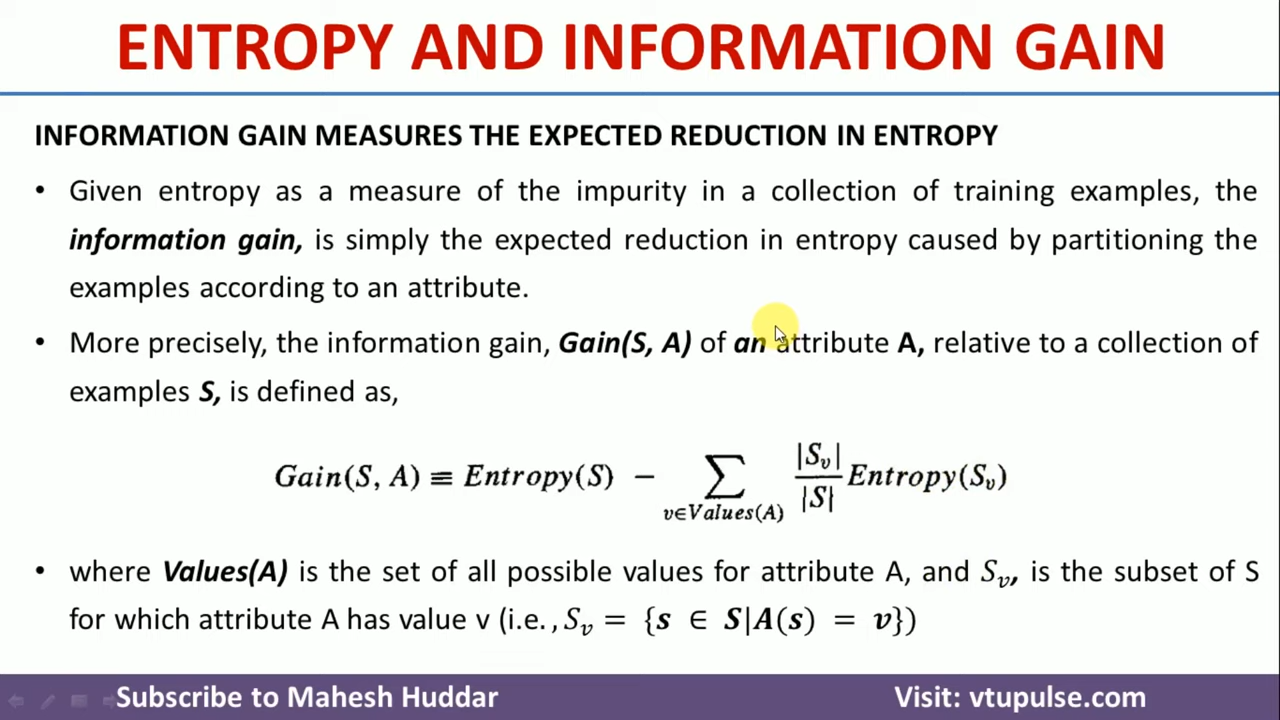 ENTROPY AND INFORMATION GAIN
INFORMATION GAIN MEASURES THE EXPECTED REDUCTION IN ENTROPY
• Given entropy as a measure of the impurity in a collection of training examples, the
information gain, is simply the expected reduction in entropy caused by partitioning the
examples according to an attribute.
• More precisely, the information gain, Gain(S, A) of an attribute A, relative to a collection of
examples S, is defined as,
Gain(S, A) ≡ Entropy(S) − ∑_{v∈Values(A)} |S_v|/|S| Entropy(S_v)
• where Values(A) is the set of all possible values for attribute A, and S_v, is the subset of S
for which attribute A has value v (i.e., S_v = {s ∈ S|A(s) = v})
Subscribe to Mahesh Huddar
Visit: vtupulse.com